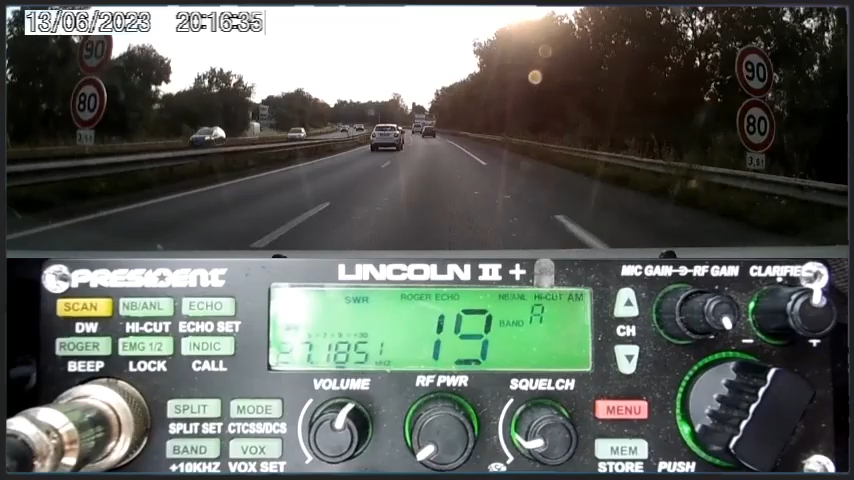 13/06/2023 20:16:35
90
80
90
80
PRESIDENT
LINCOLN II +
MIC GAIN RF GAIN CLARIFIER
SCAN NB/ANL ECHO
DW HI-CUT ECHO SET
ROGER EMG 1/2 INDIC
BEEP LOCK CALL
SWR ROGER ECHO NB/ANL HI-CUT AM
19 BAND A
27.185
CH
- +
VOLUME RF PWR SQUELCH
SPLIT MODE
SPLIT SET CTCSS/DCS
BAND VOX
+10KHZ VOX SET
MENU
MEM
STORE PUSH